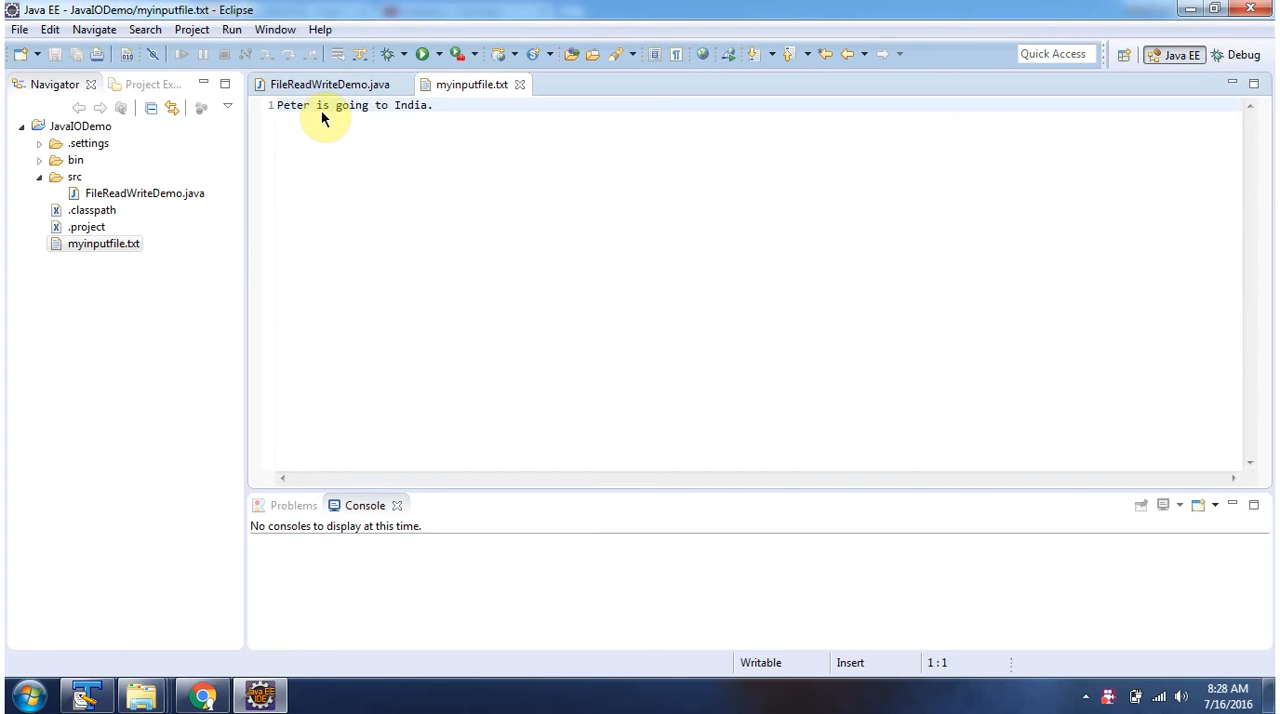 Java EE - JavaIODemo/myinputfile.txt - Eclipse
File Edit Navigate Search Project Run Window Help
Quick Access
Java EE
Debug
Navigator
Project Ex...
FileReadWriteDemo.java
myinputfile.txt
JavaIODemo
.settings
bin
src
FileReadWriteDemo.java
.classpath
.project
myinputfile.txt
1 Peter is going to India.
Problems
Console
No consoles to display at this time.
Writable
Insert
1 : 1
8:28 AM
7/16/2016